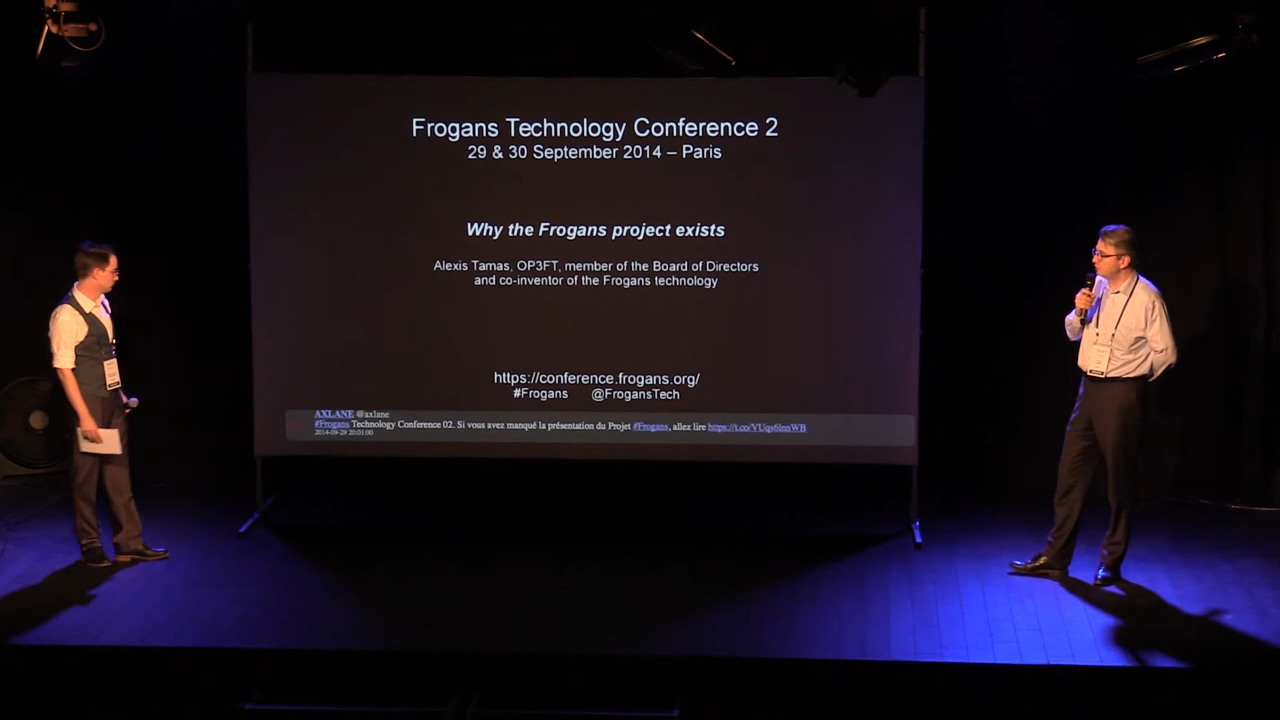 Frogans Technology Conference 2
29 & 30 September 2014 – Paris
Why the Frogans project exists
Alexis Tamas, OP3FT, member of the Board of Directors
and co-inventor of the Frogans technology
https://conference.frogans.org/
#Frogans @FrogansTech
AXLANE @axlane
#Frogans Technology Conference 02. Si vous avez manqué la présentation du Projet #Frogans, allez lire https://t.co/VUqs6lnnWB
2014-09-29 20:01:00